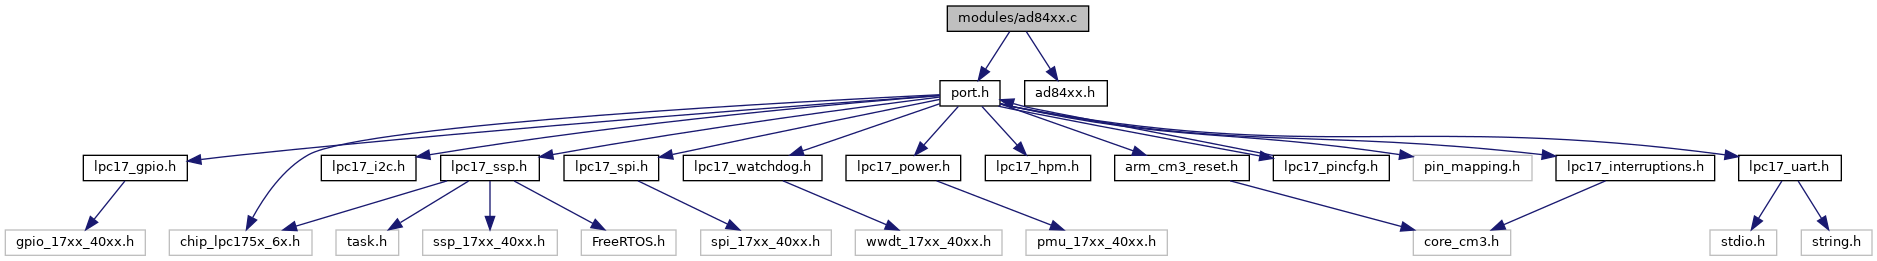 modules/ad84xx.c
port.h
ad84xx.h
lpc17_gpio.h
lpc17_i2c.h
lpc17_ssp.h
lpc17_spi.h
lpc17_watchdog.h
lpc17_power.h
lpc17_hpm.h
arm_cm3_reset.h
lpc17_pincfg.h
pin_mapping.h
lpc17_interruptions.h
lpc17_uart.h
gpio_17xx_40xx.h
chip_lpc175x_6x.h
task.h
ssp_17xx_40xx.h
FreeRTOS.h
spi_17xx_40xx.h
wwdt_17xx_40xx.h
pmu_17xx_40xx.h
core_cm3.h
stdio.h
string.h